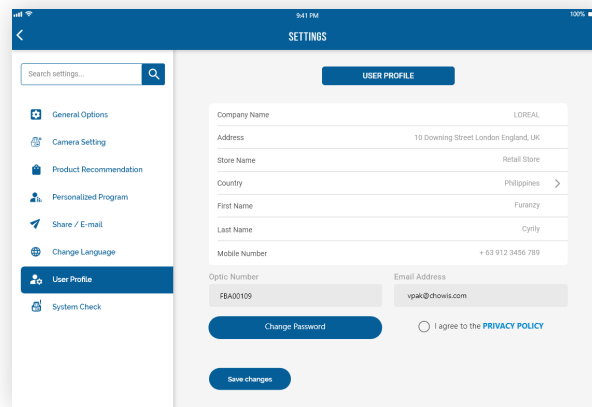 9:41 PM
100%
SETTINGS
Search settings...
General Options
Camera Setting
Product Recommendation
Personalized Program
Share / E-mail
Change Language
User Profile
System Check
USER PROFILE
Company Name LOREAL
Address 10 Downing Street London England, UK
Store Name Retail Store
Country Philippines
First Name Furanzy
Last Name Cyrily
Mobile Number + 63 912 3456 789
Optic Number Email Address
FBA00109 vpak@chowis.com
Change Password I agree to the PRIVACY POLICY
Save changes